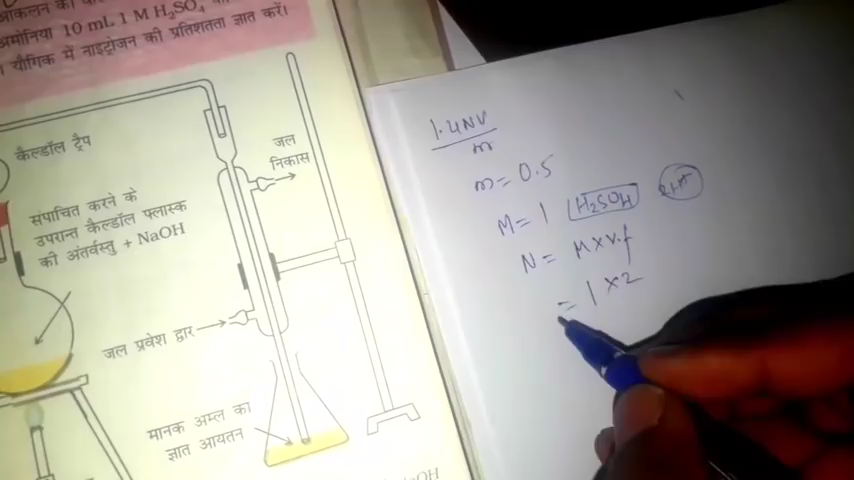 अमोनिया 10 mL 1 M H₂SO₄
यौगिक में नाइट्रोजन की प्रतिशतता ज्ञात करें।
कैल्डॉल ट्रैप
जल
निकास
संपाचित करने के
उपरान्त कैल्डॉल फ्लास्क
की अंतर्वस्तु + NaOH
जल प्रवेश द्वार
मानक अम्ल का
ज्ञात आयतन
1.4NV
m
m = 0.5
M = 1 H2SO4 2H+
N = M x v.f
= 1 x 2